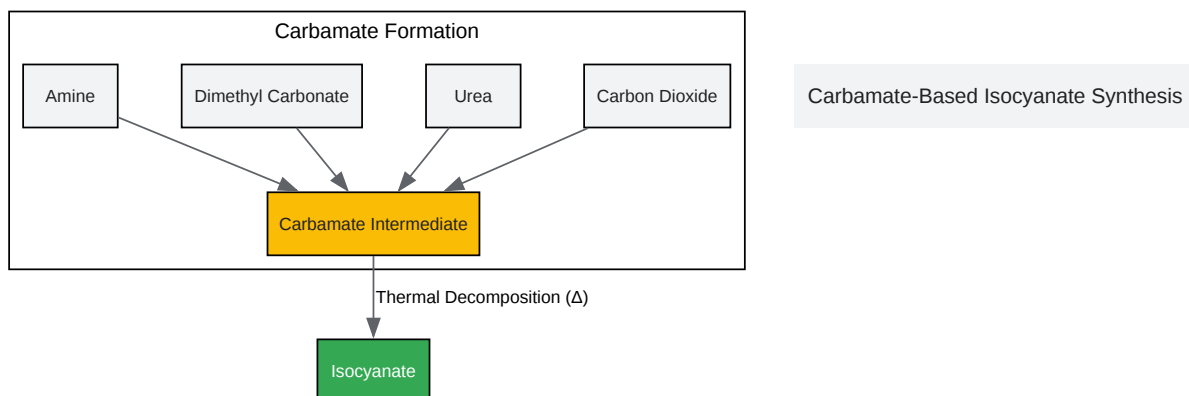 Carbamate Formation
Amine
Dimethyl Carbonate
Urea
Carbon Dioxide
Carbamate-Based Isocyanate Synthesis
Carbamate Intermediate
Thermal Decomposition (Δ)
Isocyanate